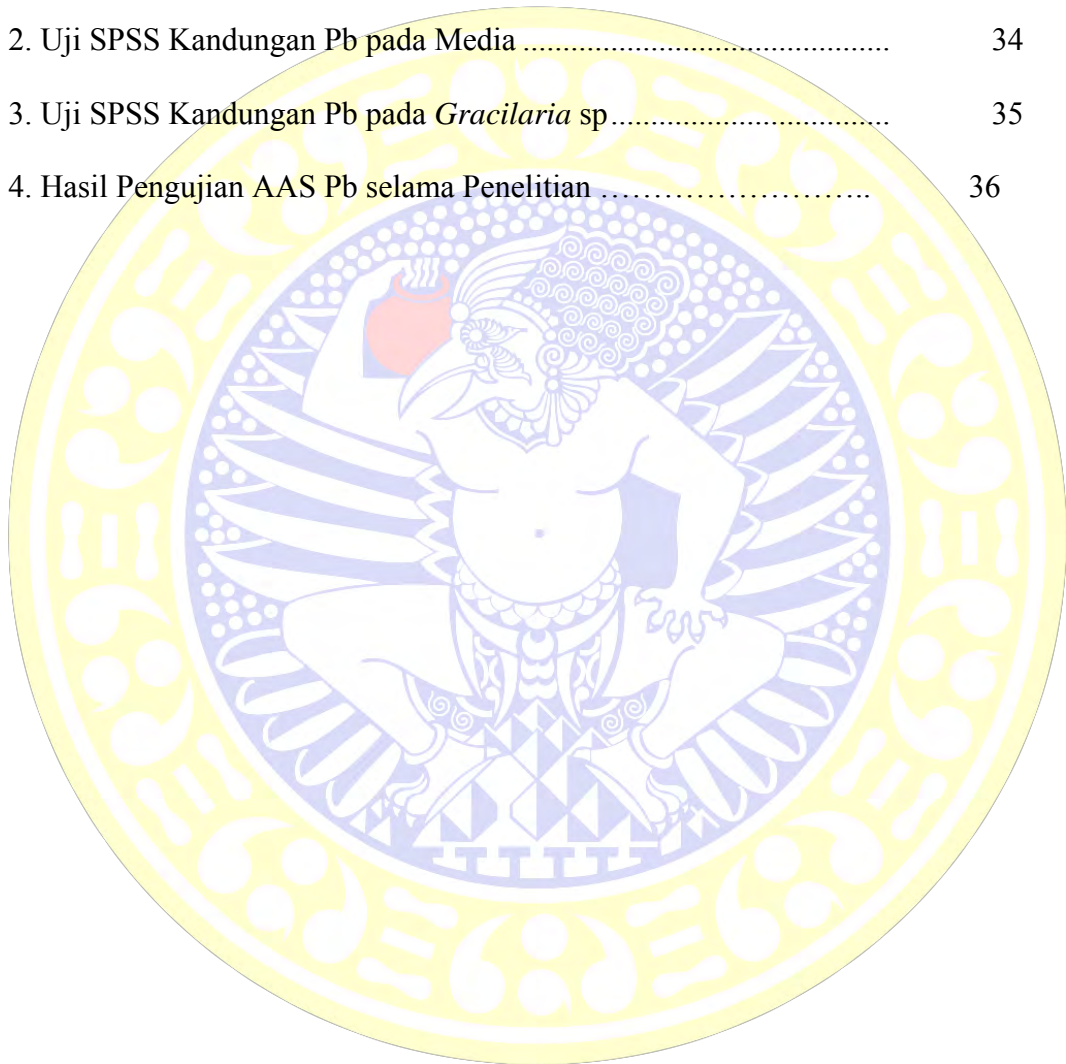 2. Uji SPSS Kandungan Pb pada Media ............................................ 34
3. Uji SPSS Kandungan Pb pada Gracilaria sp................................. 35
4. Hasil Pengujian AAS Pb selama Penelitian …………………….. 36